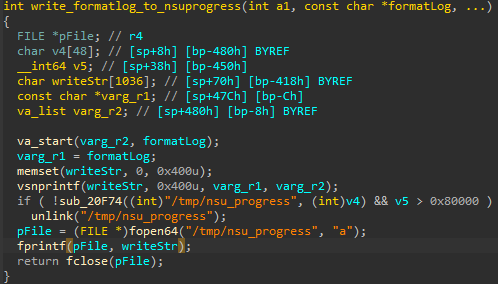 int write_formatlog_to_nsuprogress(int a1, const char *formatLog, ...)
{
FILE *pFile; // r4
char v4[48]; // [sp+8h] [bp-480h] BYREF
__int64 v5; // [sp+38h] [bp-450h]
char writeStr[1036]; // [sp+70h] [bp-418h] BYREF
const char *varg_r1; // [sp+47Ch] [bp-Ch]
va_list varg_r2; // [sp+480h] [bp-8h] BYREF
va_start(varg_r2, formatLog);
varg_r1 = formatLog;
memset(writeStr, 0, 0x400u);
vsnprintf(writeStr, 0x400u, varg_r1, varg_r2);
if ( !sub_20F74((int)"/tmp/nsu_progress", (int)v4) && v5 > 0x80000 )
unlink("/tmp/nsu_progress");
pFile = (FILE *)fopen64("/tmp/nsu_progress", "a");
fprintf(pFile, writeStr);
return fclose(pFile);
}